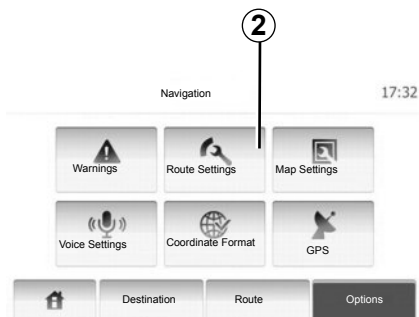 2
Navigation 17:32
Warnings Route Settings Map Settings
Voice Settings Coordinate Format GPS
Destination Route Options